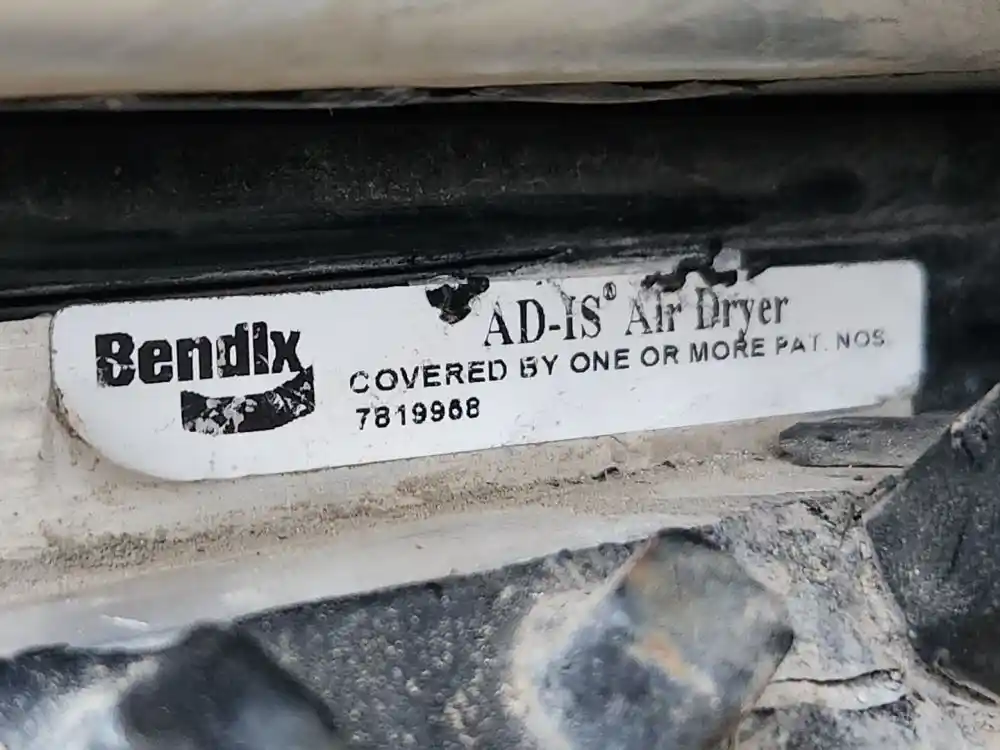 Bendix
AD-IS® Air Dryer
COVERED BY ONE OR MORE PAT. NOS.
7819968